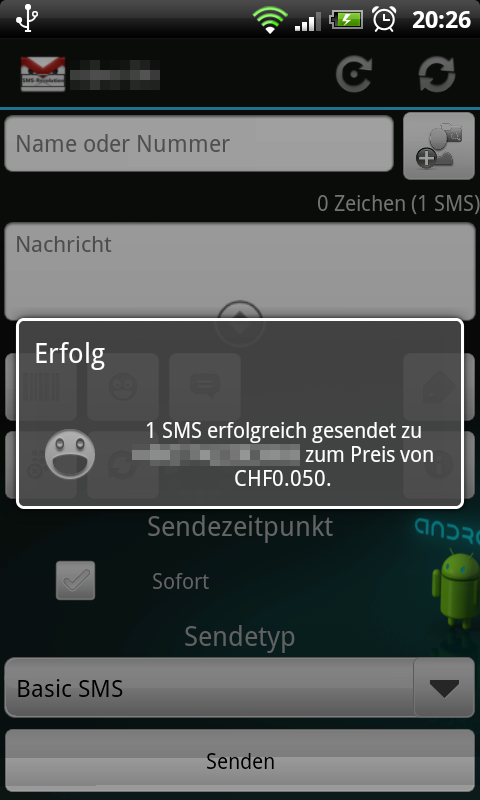 20:26
Name oder Nummer
0 Zeichen (1 SMS)
Nachricht
Erfolg
1 SMS erfolgreich gesendet zu
zum Preis von
CHF0.050.
Sendezeitpunkt
Sofort
Sendetyp
Basic SMS
Senden